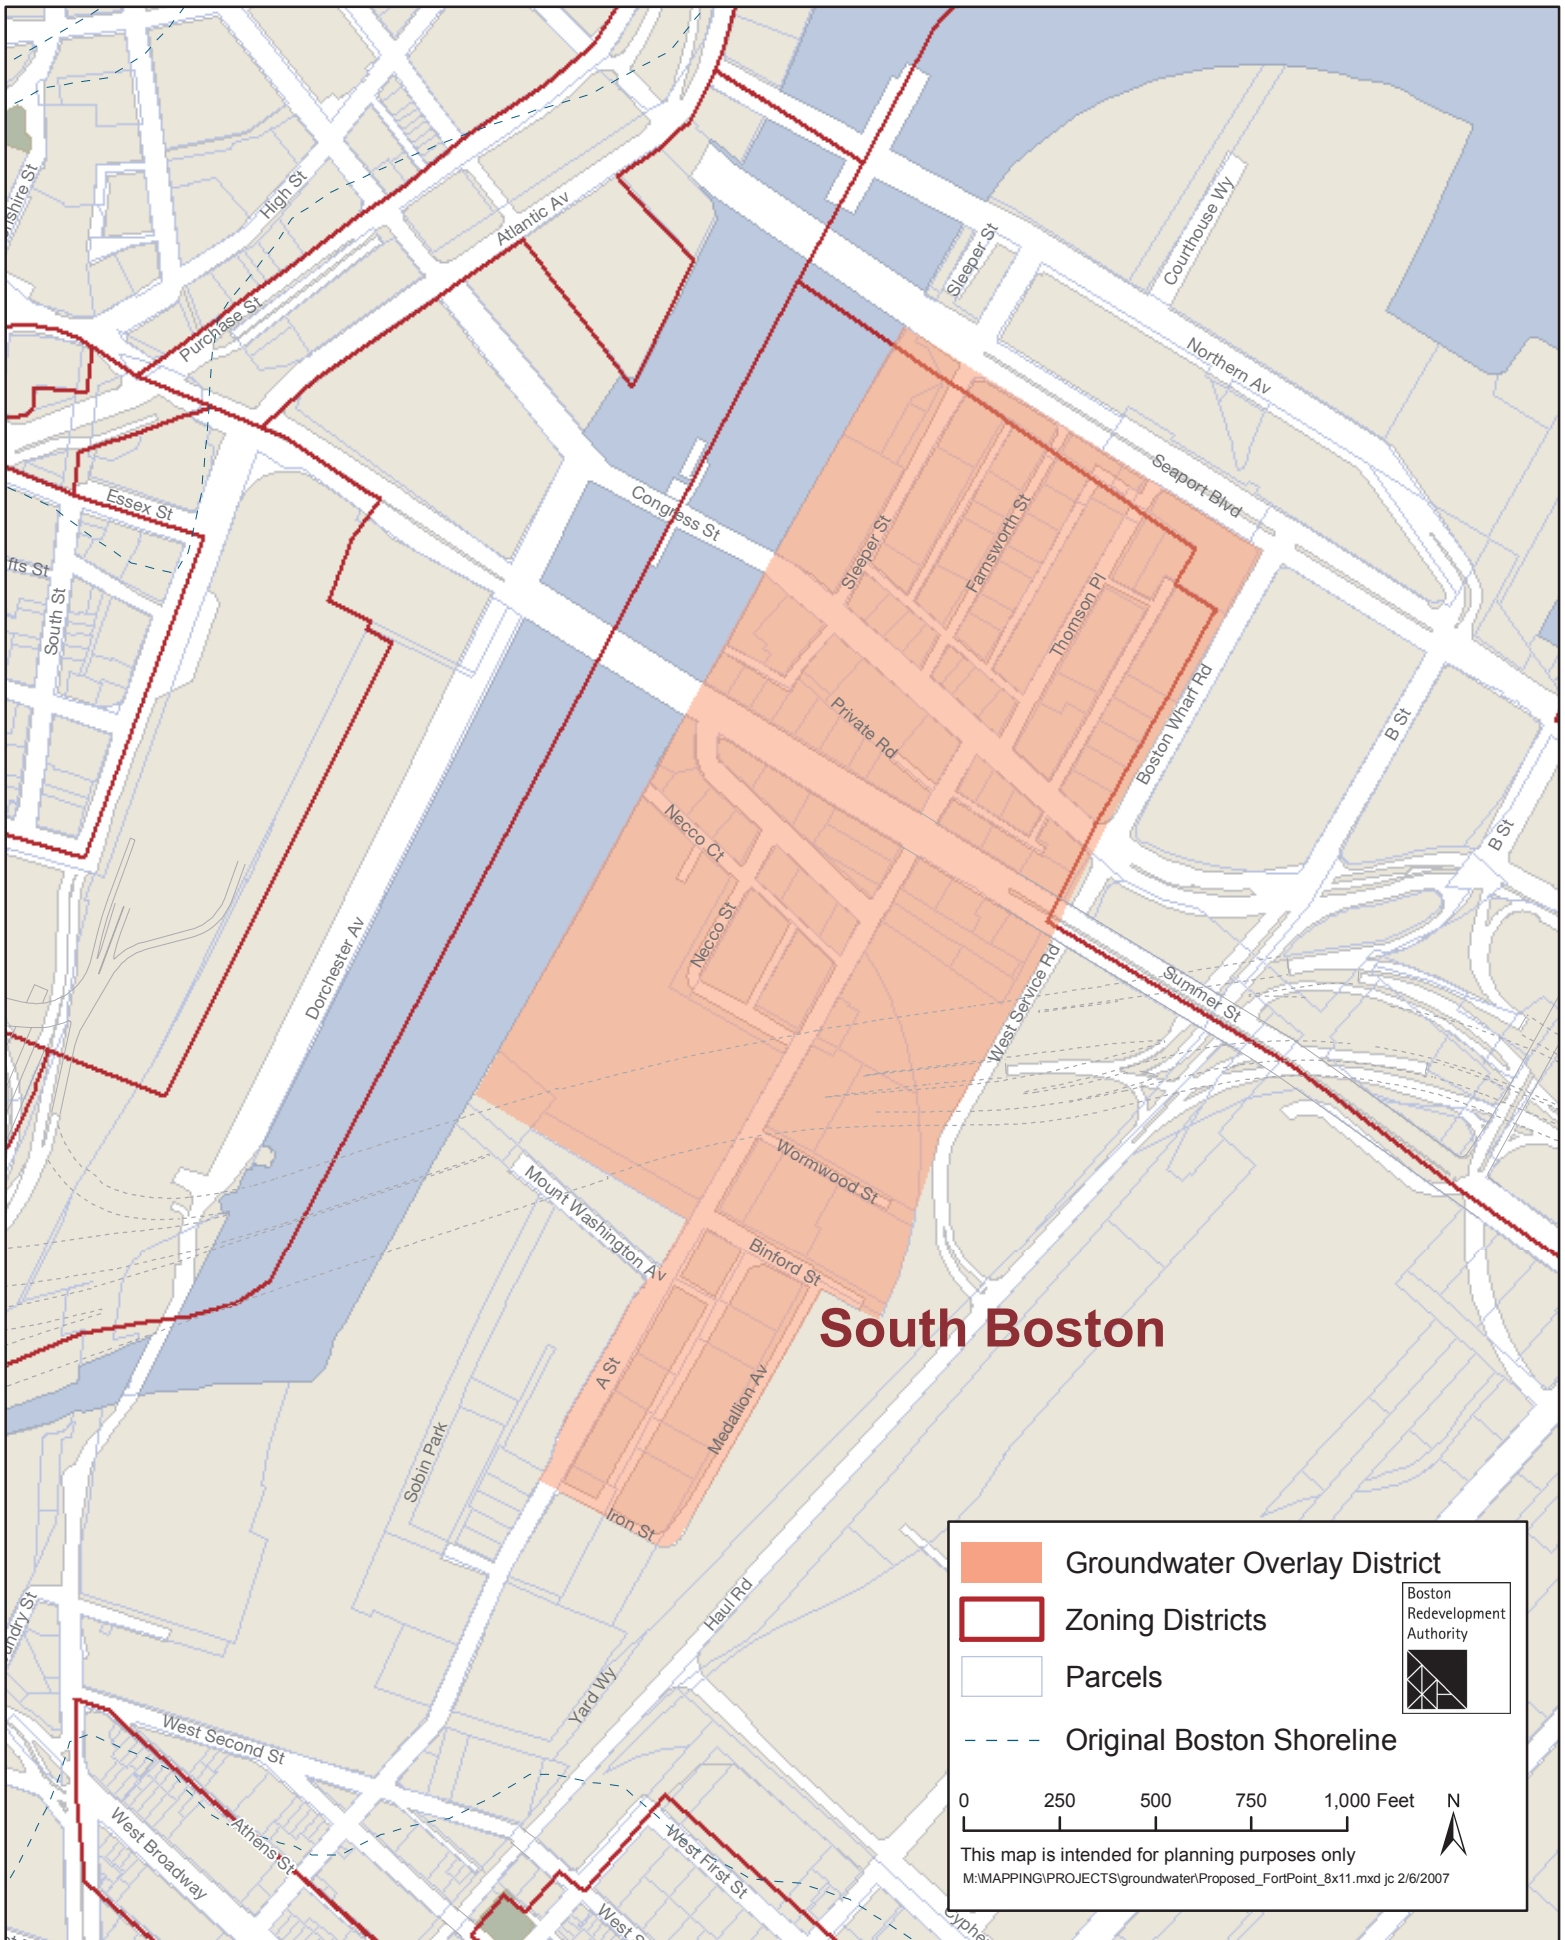 High St
Atlantic Av
Purchase St
Essex St
South St
Sleeper St
Courthouse Wy
Northern Av
Seaport Blvd
Congress St
Sleeper St
Farnsworth St
Thomson Pl
Private Rd
Boston Wharf Rd
B St
B St
Necco Ct
Necco St
Dorchester Av
West Service Rd
Summer St
Wormwood St
Mount Washington Av
Binford St
South Boston
A St
Medallion Av
Sobin Park
Iron St
Haul Rd
Yard Wy
West Second St
West Broadway
Athens St
West First St
West S
Groundwater Overlay District
Zoning Districts
Parcels
Original Boston Shoreline
Boston
Redevelopment
Authority
0 250 500 750 1,000 Feet N
This map is intended for planning purposes only
M:\MAPPING\PROJECTS\groundwater\Proposed_FortPoint_8x11.mxd jc 2/6/2007